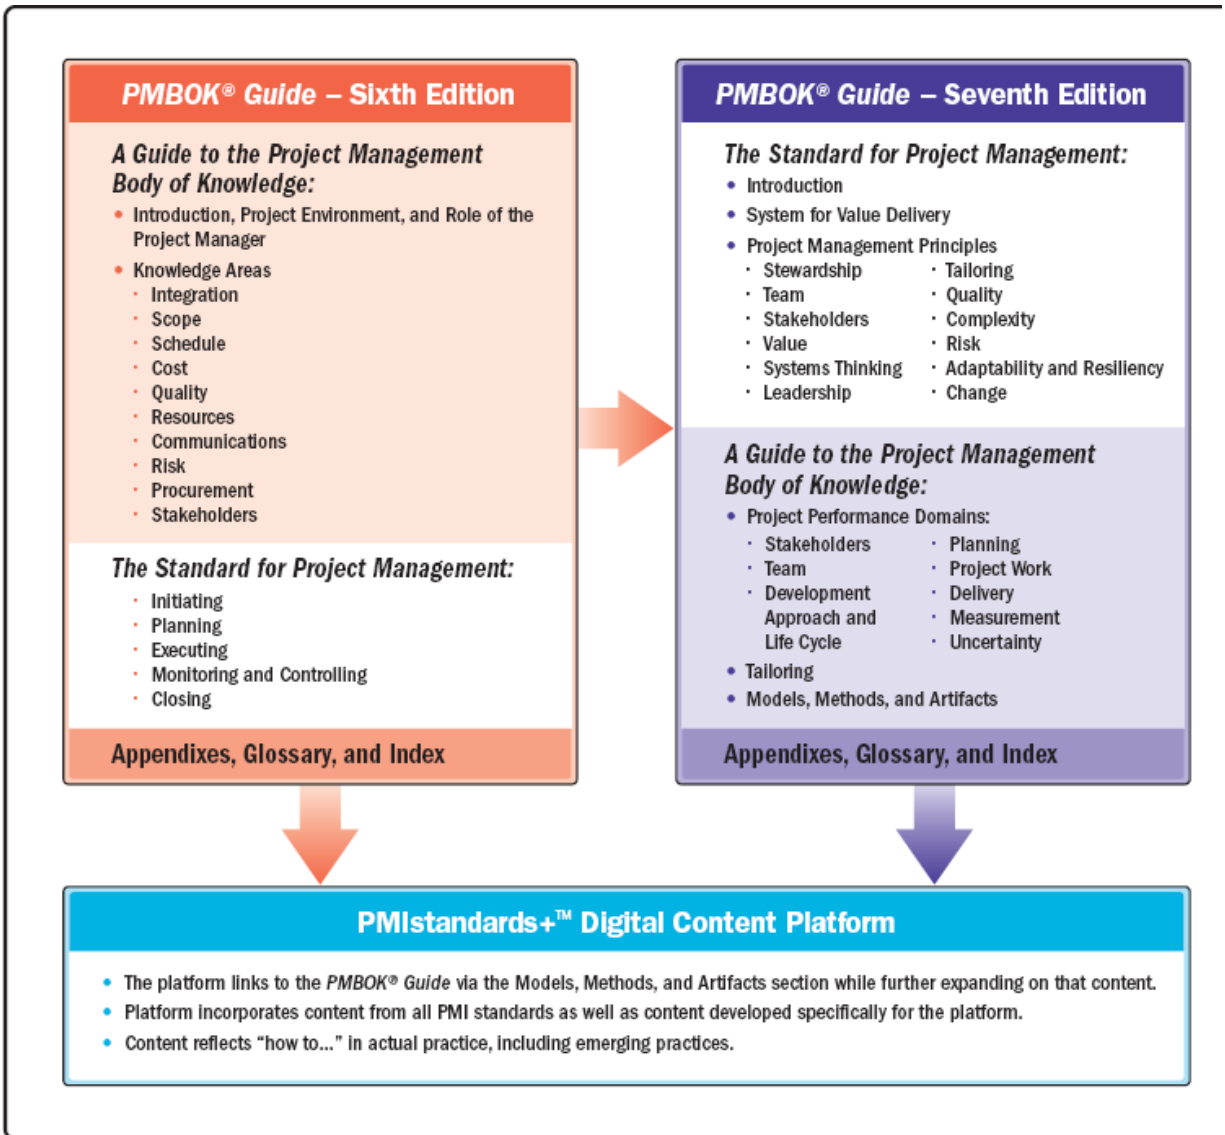 PMBOK® Guide – Sixth Edition
A Guide to the Project Management
Body of Knowledge:
• Introduction, Project Environment, and Role of the
Project Manager
• Knowledge Areas
· Integration
· Scope
· Schedule
· Cost
· Quality
· Resources
· Communications
· Risk
· Procurement
· Stakeholders
The Standard for Project Management:
· Initiating
· Planning
· Executing
· Monitoring and Controlling
· Closing
Appendixes, Glossary, and Index
PMBOK® Guide – Seventh Edition
The Standard for Project Management:
• Introduction
• System for Value Delivery
• Project Management Principles
· Stewardship
· Team
· Stakeholders
· Value
· Systems Thinking
· Leadership
· Tailoring
· Quality
· Complexity
· Risk
· Adaptability and Resiliency
· Change
A Guide to the Project Management
Body of Knowledge:
• Project Performance Domains:
· Stakeholders
· Team
· Development
Approach and
Life Cycle
· Planning
· Project Work
· Delivery
· Measurement
· Uncertainty
• Tailoring
• Models, Methods, and Artifacts
Appendixes, Glossary, and Index
PMIstandards+™ Digital Content Platform
• The platform links to the PMBOK® Guide via the Models, Methods, and Artifacts section while further expanding on that content.
• Platform incorporates content from all PMI standards as well as content developed specifically for the platform.
• Content reflects “how to...” in actual practice, including emerging practices.